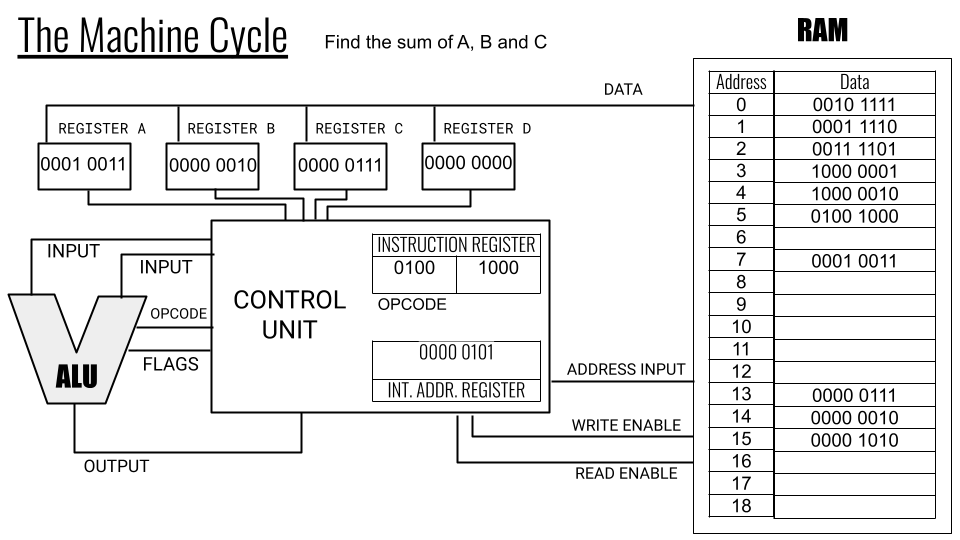 The Machine Cycle
Find the sum of A, B and C
RAM
DATA
REGISTER A
REGISTER B
REGISTER C
REGISTER D
0001 0011
0000 0010
0000 0111
0000 0000
INPUT
INPUT
OPCODE
FLAGS
ALU
OUTPUT
CONTROL
UNIT
INSTRUCTION REGISTER
0100 1000
OPCODE
0000 0101
INT. ADDR. REGISTER
ADDRESS INPUT
WRITE ENABLE
READ ENABLE
Address Data
0 0010 1111
1 0001 1110
2 0011 1101
3 1000 0001
4 1000 0010
5 0100 1000
6
7 0001 0011
8
9
10
11
12
13 0000 0111
14 0000 0010
15 0000 1010
16
17
18